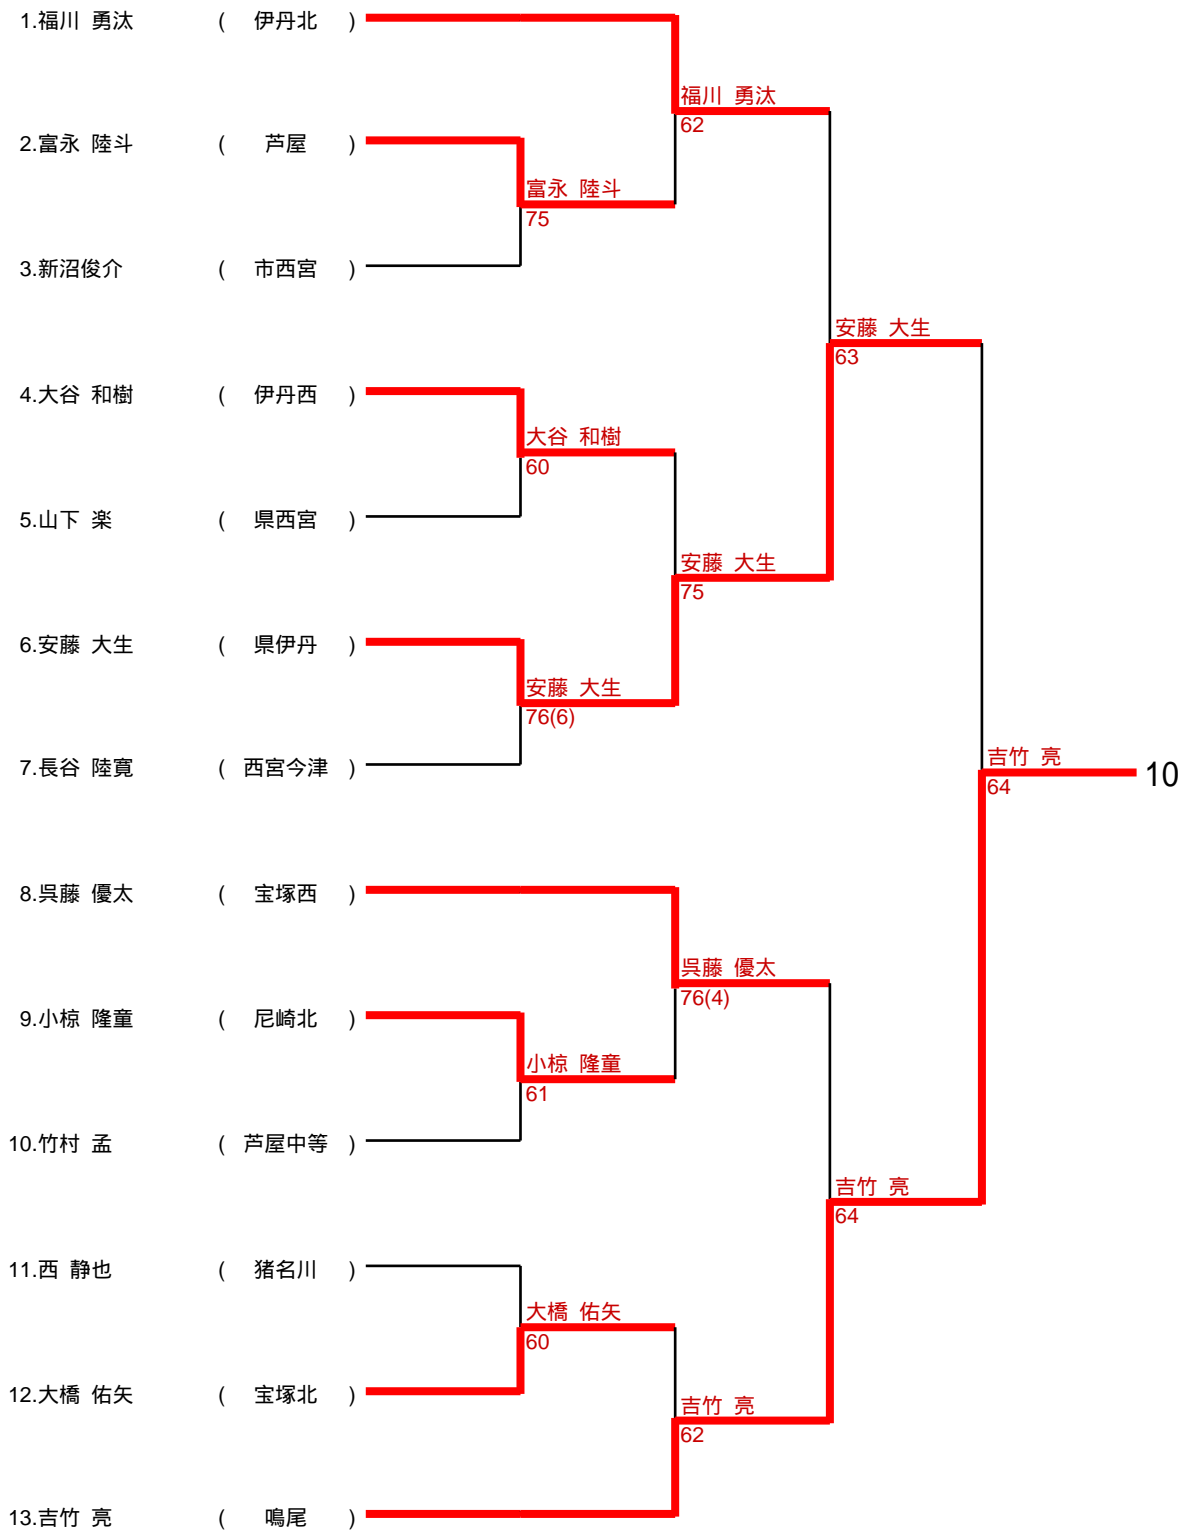 1.福川 勇汰 ( 伊丹北 )
福川 勇汰
62
2.富永 陸斗 ( 芦屋 )
富永 陸斗
75
3.新沼俊介 ( 市西宮 )
安藤 大生
63
4.大谷 和樹 ( 伊丹西 )
大谷 和樹
60
5.山下 楽 ( 県西宮 )
安藤 大生
75
6.安藤 大生 ( 県伊丹 )
安藤 大生
76(6)
7.長谷 陸寛 ( 西宮今津 )
吉竹 亮
64
10
8.呉藤 優太 ( 宝塚西 )
呉藤 優太
76(4)
9.小椋 隆童 ( 尼崎北 )
小椋 隆童
61
10.竹村 孟 ( 芦屋中等 )
吉竹 亮
64
11.西 静也 ( 猪名川 )
大橋 佑矢
60
12.大橋 佑矢 ( 宝塚北 )
吉竹 亮
62
13.吉竹 亮 ( 鳴尾 )